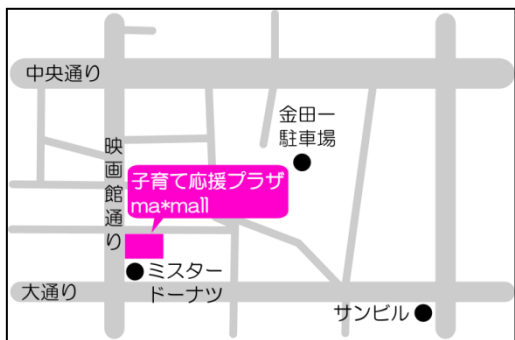 中央通り
金田一
駐車場
映画館通り
子育て応援プラザ
ma*mall
ミスター
ドーナツ
大通り
サンビル